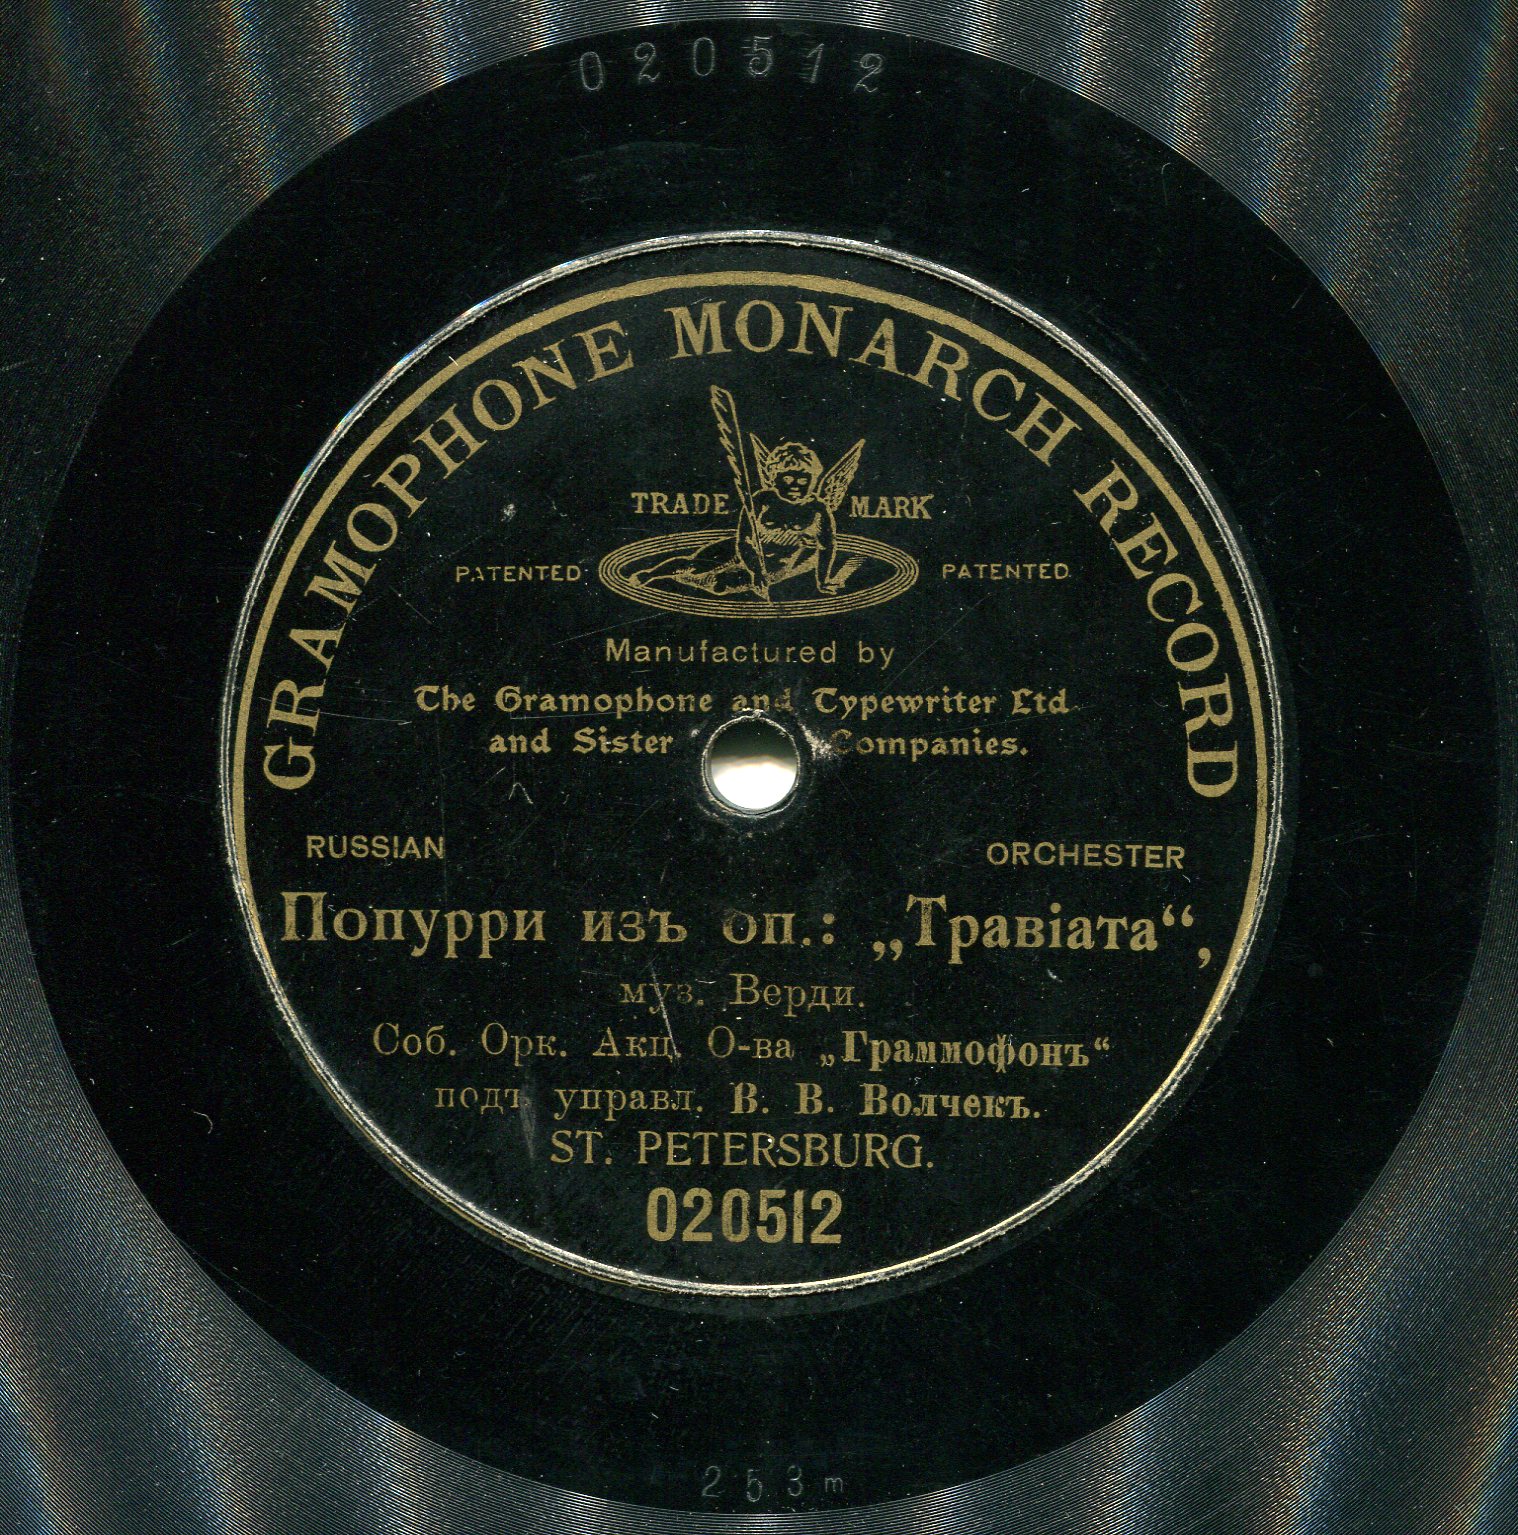 020512
GRAMOPHONE MONARCH RECORD
TRADE MARK
PATENTED PATENTED
Manufactured by
The Gramophone and Typewriter Ltd.
and Sister Companies.
RUSSIAN ORCHESTER
Попурри изъ оп.: „Травіата“,
муз. Верди.
Соб. Орк. Акц. О-ва „Граммофонъ“
подъ управл. В. В. Волчекъ.
ST. PETERSBURG.
020512
253m